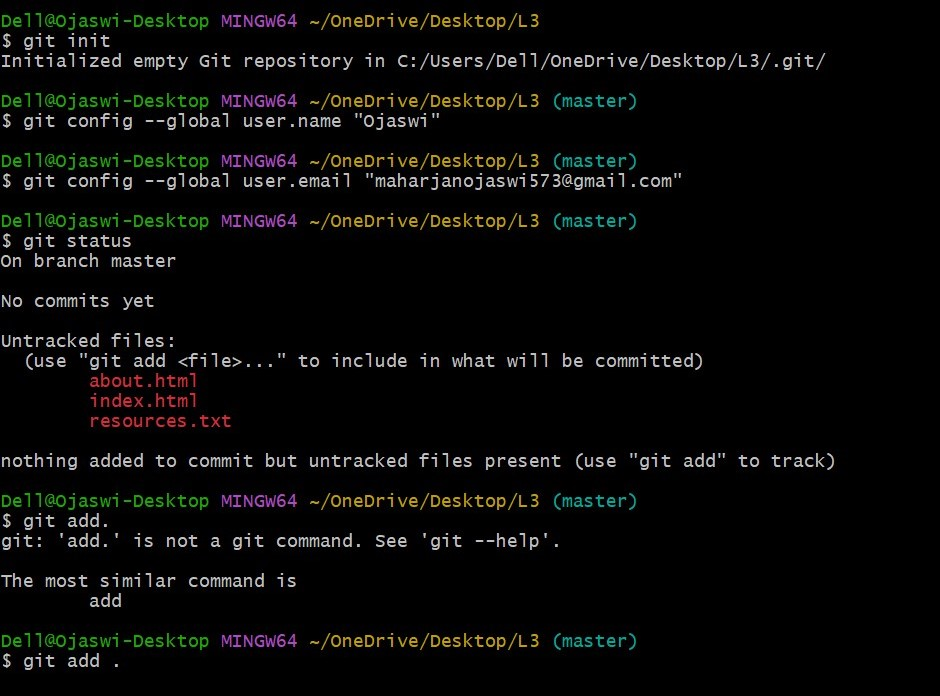 Dell@Ojaswi-Desktop MINGW64 ~/OneDrive/Desktop/L3
$ git init
Initialized empty Git repository in C:/Users/Dell/OneDrive/Desktop/L3/.git/
Dell@Ojaswi-Desktop MINGW64 ~/OneDrive/Desktop/L3 (master)
$ git config --global user.name "Ojaswi"
Dell@Ojaswi-Desktop MINGW64 ~/OneDrive/Desktop/L3 (master)
$ git config --global user.email "maharjanojaswi573@gmail.com"
Dell@Ojaswi-Desktop MINGW64 ~/OneDrive/Desktop/L3 (master)
$ git status
On branch master
No commits yet
Untracked files:
  (use "git add <file>..." to include in what will be committed)
        about.html
        index.html
        resources.txt
nothing added to commit but untracked files present (use "git add" to track)
Dell@Ojaswi-Desktop MINGW64 ~/OneDrive/Desktop/L3 (master)
$ git add.
git: 'add.' is not a git command. See 'git --help'.
The most similar command is
        add
Dell@Ojaswi-Desktop MINGW64 ~/OneDrive/Desktop/L3 (master)
$ git add .